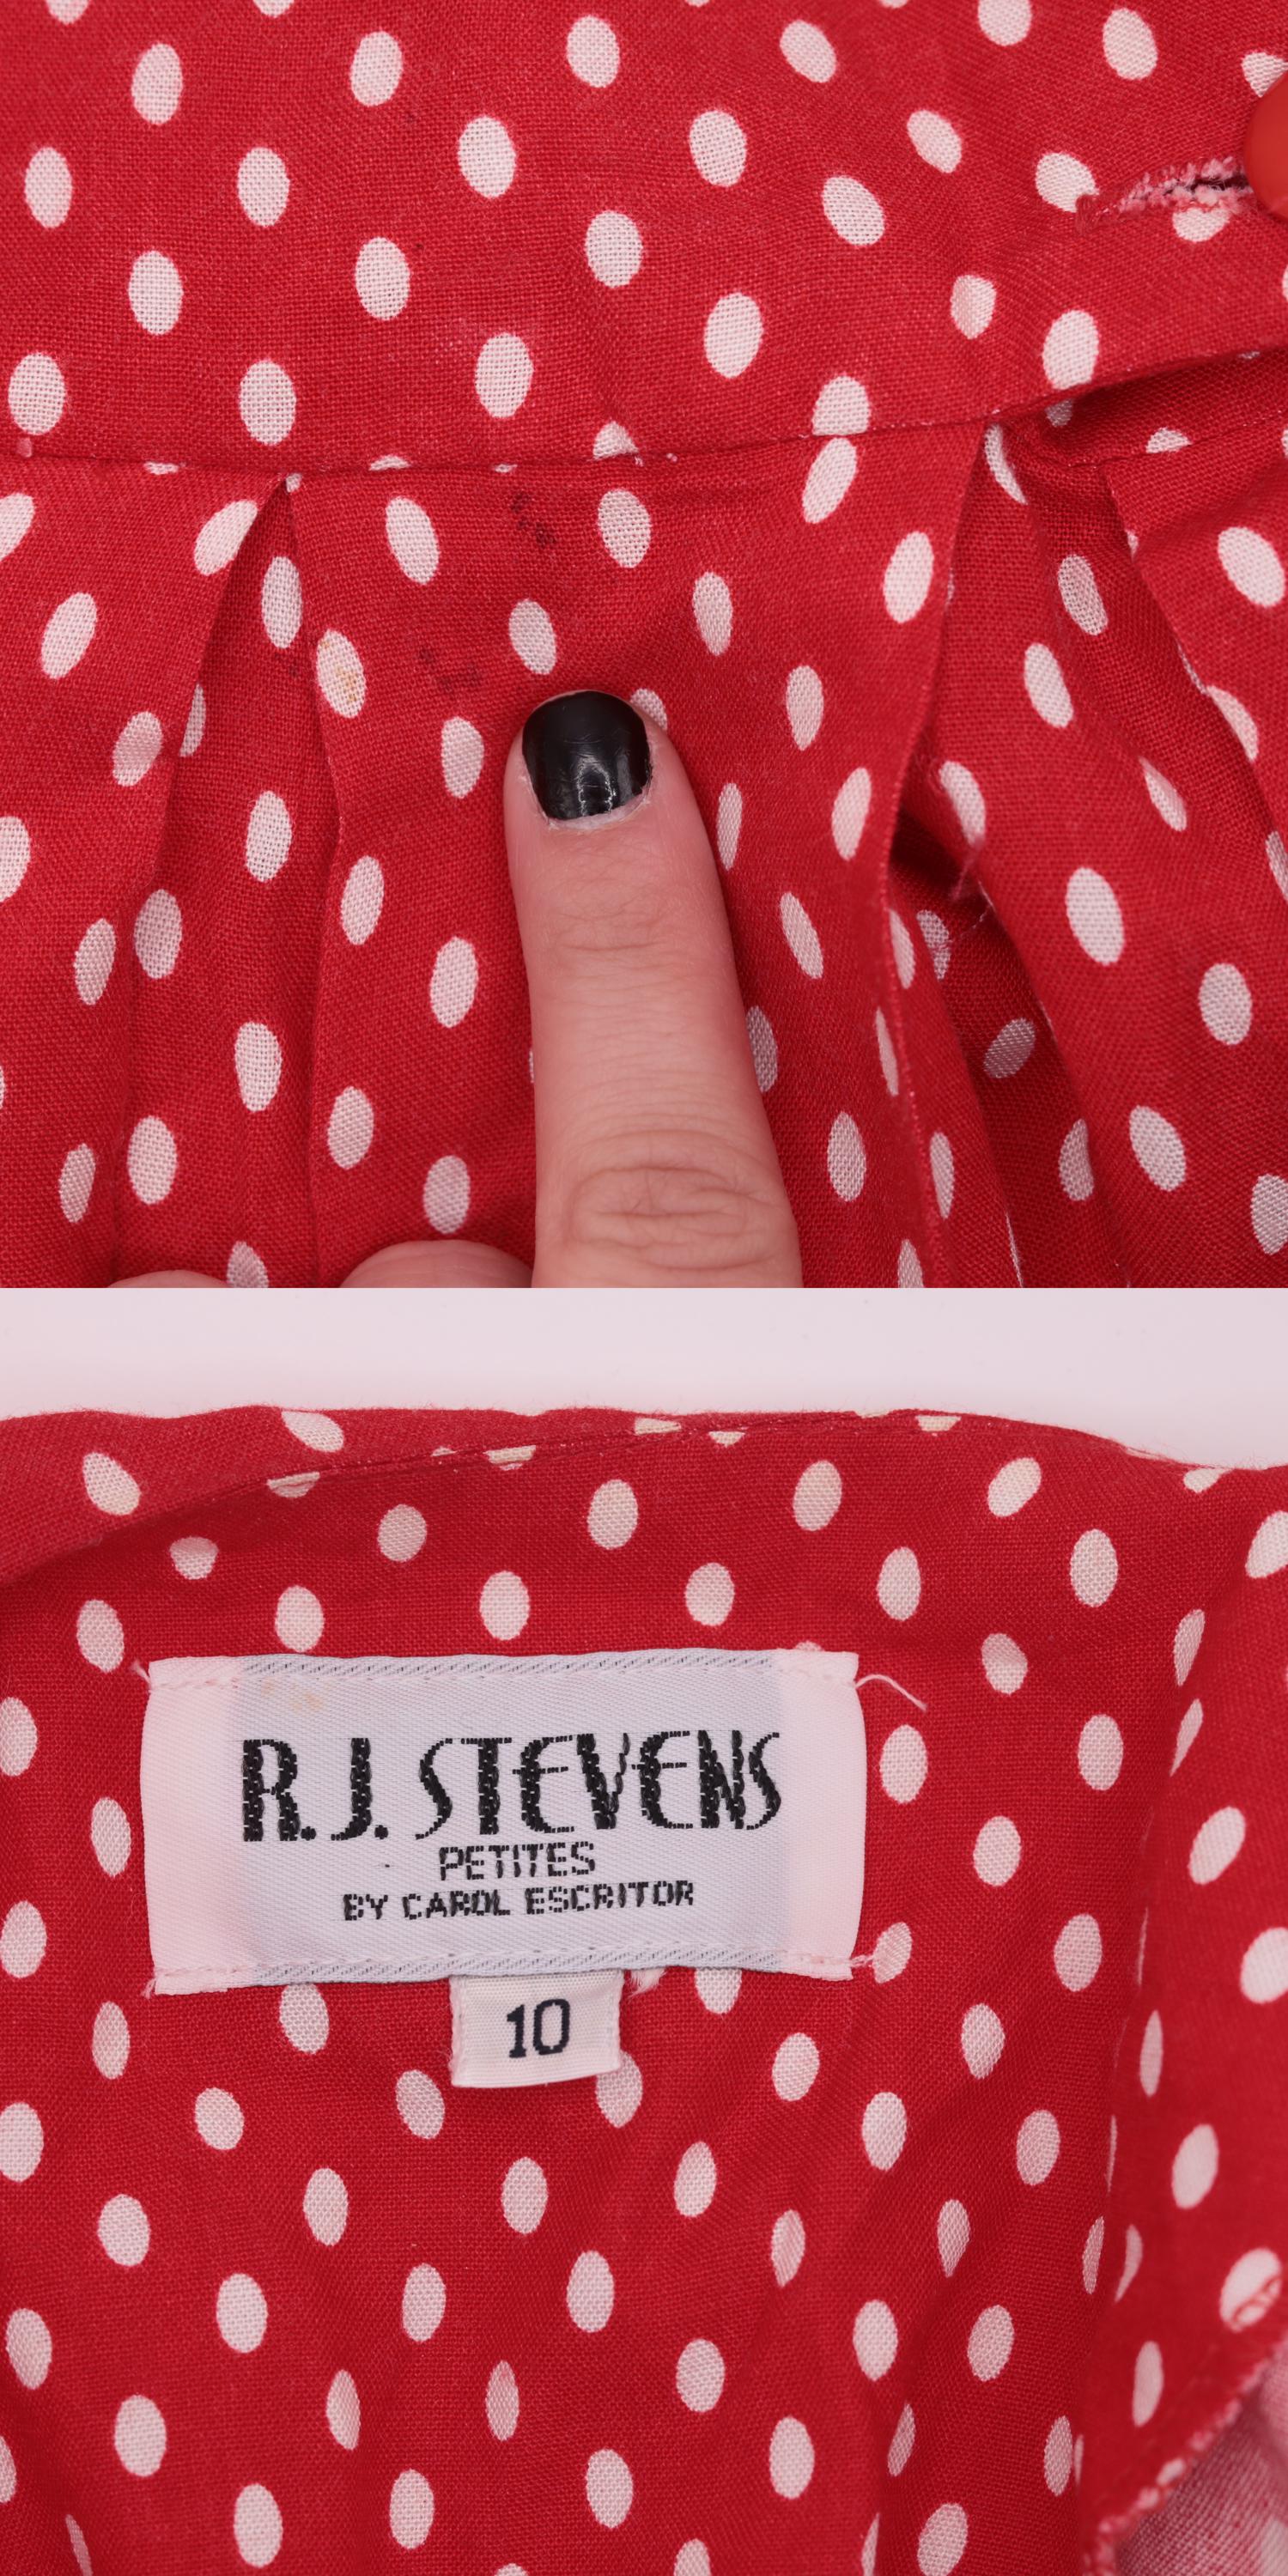 R.J. STEVENS
PETITES
BY CAROL ESCRITOR
10